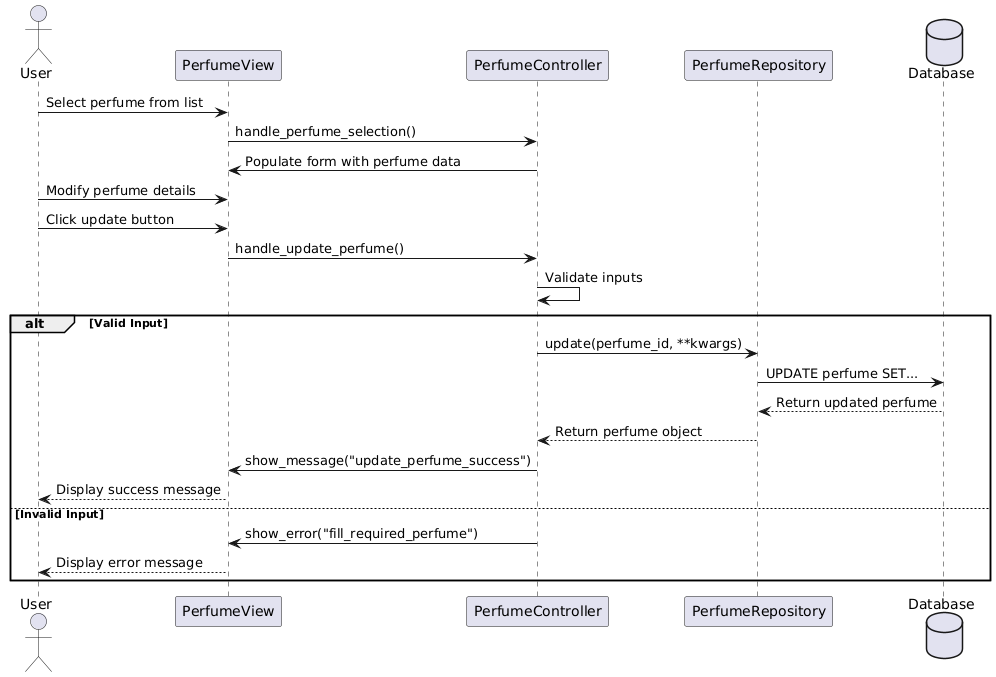 User
PerfumeView
PerfumeController
PerfumeRepository
Database
Select perfume from list
handle_perfume_selection()
Populate form with perfume data
Modify perfume details
Click update button
handle_update_perfume()
Validate inputs
alt [Valid Input]
update(perfume_id, **kwargs)
UPDATE perfume SET...
Return updated perfume
Return perfume object
show_message("update_perfume_success")
Display success message
[Invalid Input]
show_error("fill_required_perfume")
Display error message
User
PerfumeView
PerfumeController
PerfumeRepository
Database